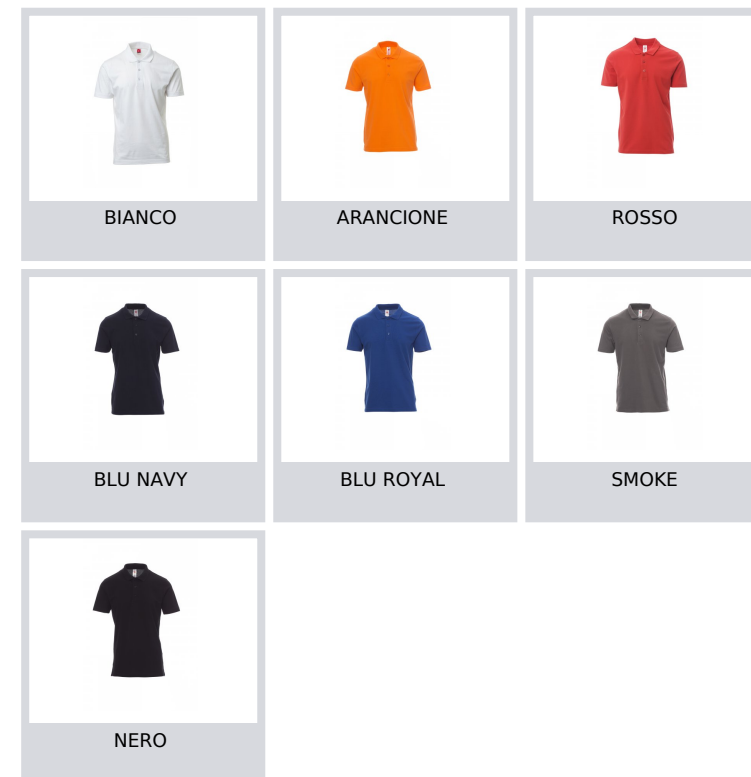 BIANCO
ARANCIONE
ROSSO
BLU NAVY
BLU ROYAL
SMOKE
NERO